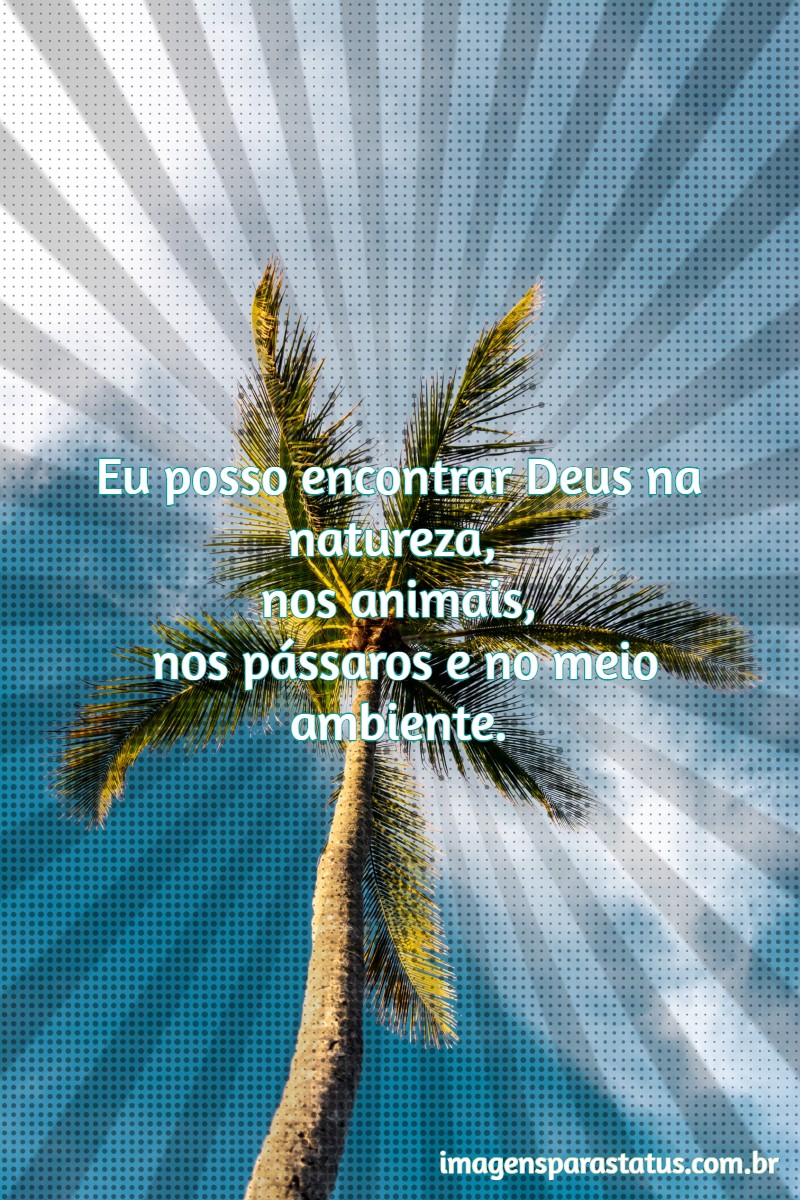 Eu posso encontrar Deus na
natureza,
nos animais,
nos pássaros e no meio
ambiente.
imagensparastatus.com.br